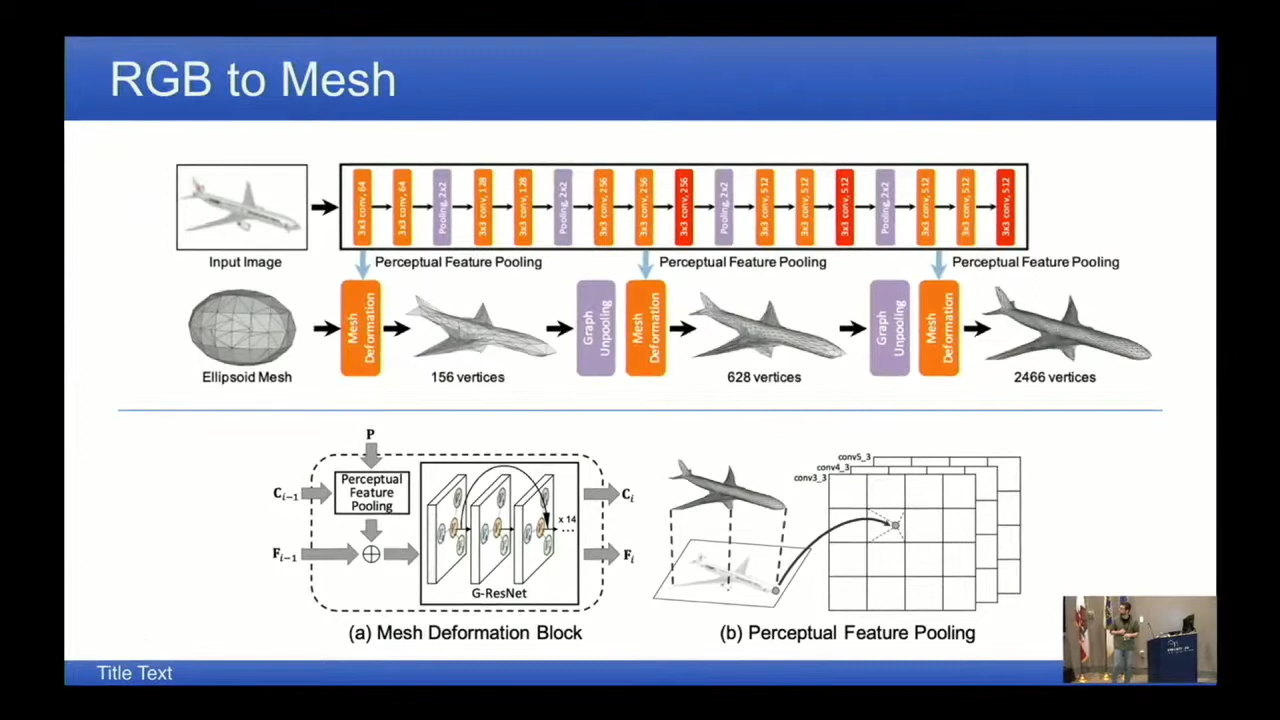 RGB to Mesh
3x3 conv, 64
3x3 conv, 64
Pooling, 2x2
3x3 conv, 128
3x3 conv, 128
Pooling, 2x2
3x3 conv, 256
3x3 conv, 256
3x3 conv, 256
Pooling, 2x2
3x3 conv, 512
3x3 conv, 512
3x3 conv, 512
Pooling, 2x2
3x3 conv, 512
3x3 conv, 512
3x3 conv, 512
Input Image
Perceptual Feature Pooling
Perceptual Feature Pooling
Perceptual Feature Pooling
Mesh
Deformation
Graph
Unpooling
Mesh
Deformation
Graph
Unpooling
Mesh
Deformation
Ellipsoid Mesh
156 vertices
628 vertices
2466 vertices
P
Perceptual
Feature
Pooling
C i-1
F i-1
x 14
...
G-ResNet
C i
F i
conv5_3
conv4_3
conv3_3
(a) Mesh Deformation Block
(b) Perceptual Feature Pooling
Title Text